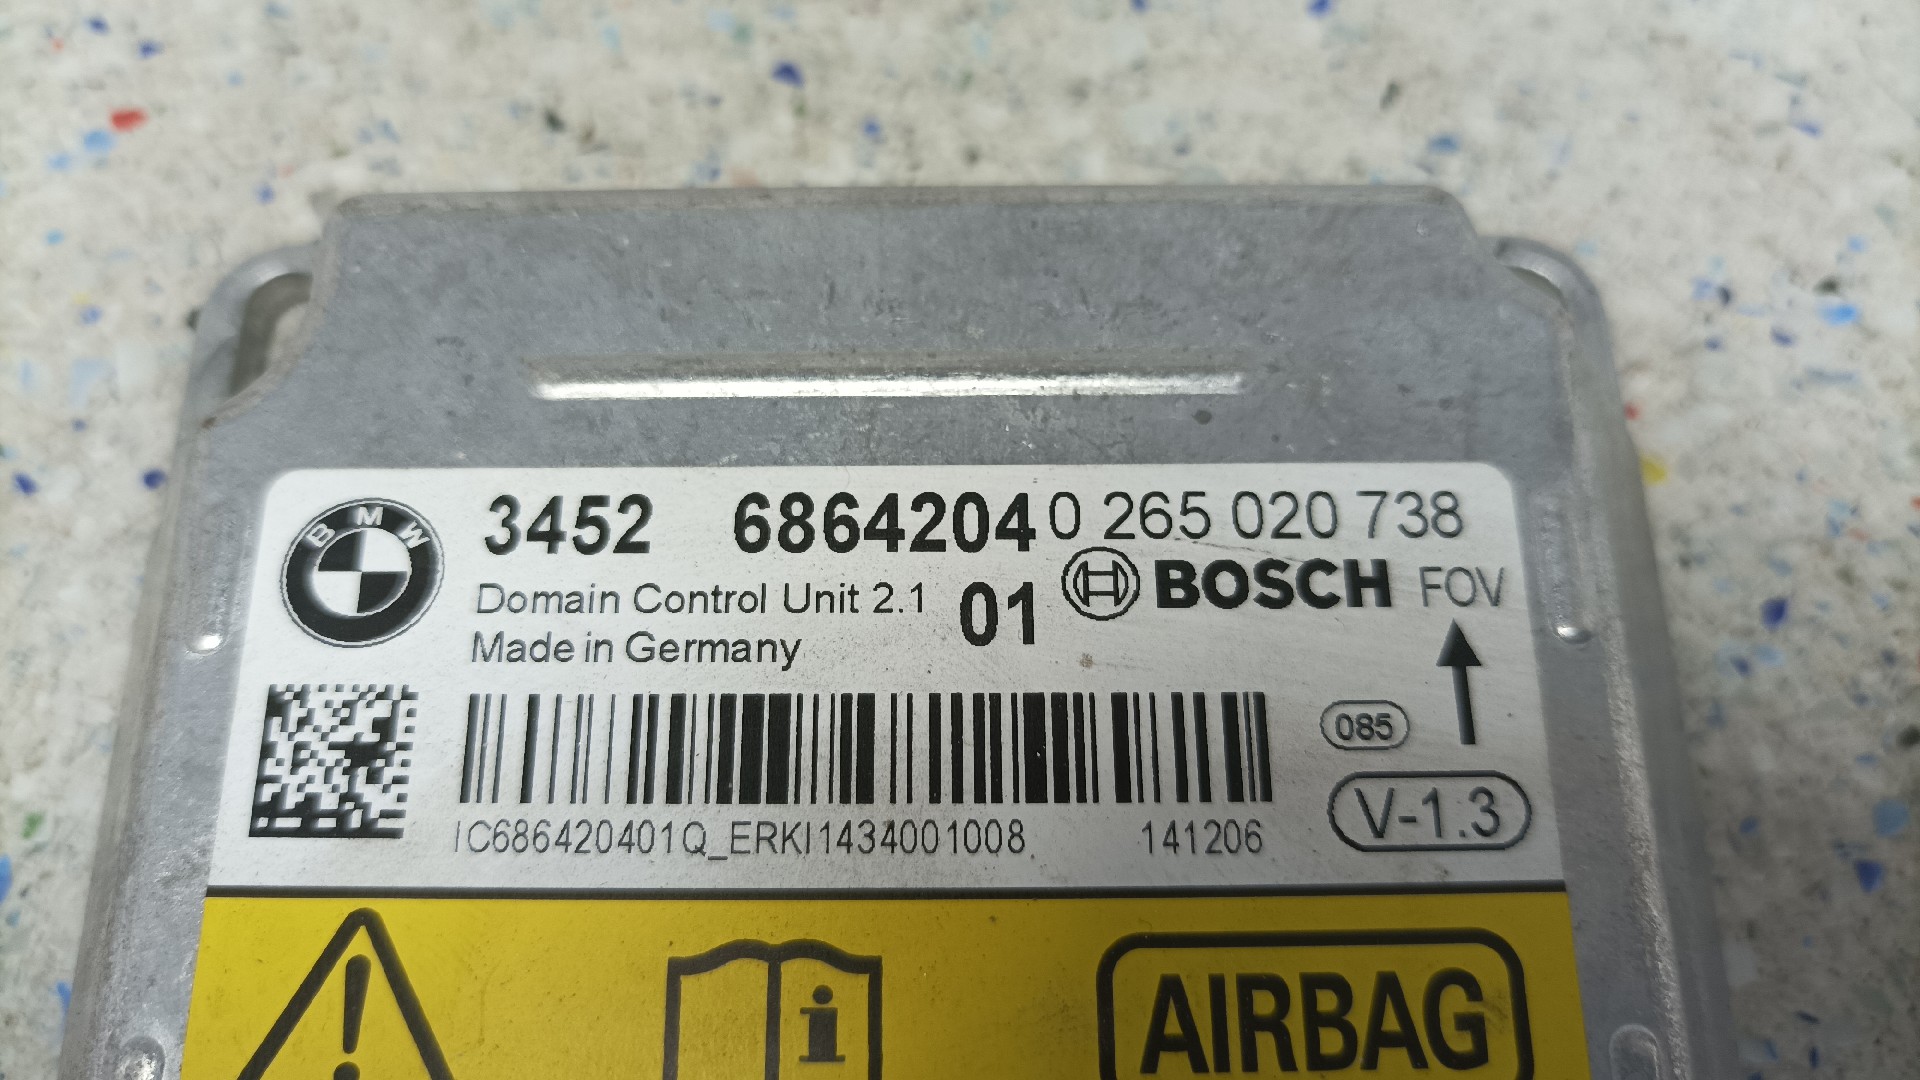 BMW
3452 6864204 0 265 020 738
Domain Control Unit 2.1 01 BOSCH FOV
Made in Germany
085
V-1.3
IC686420401Q_ERKI1434001008 141206
AIRBAG